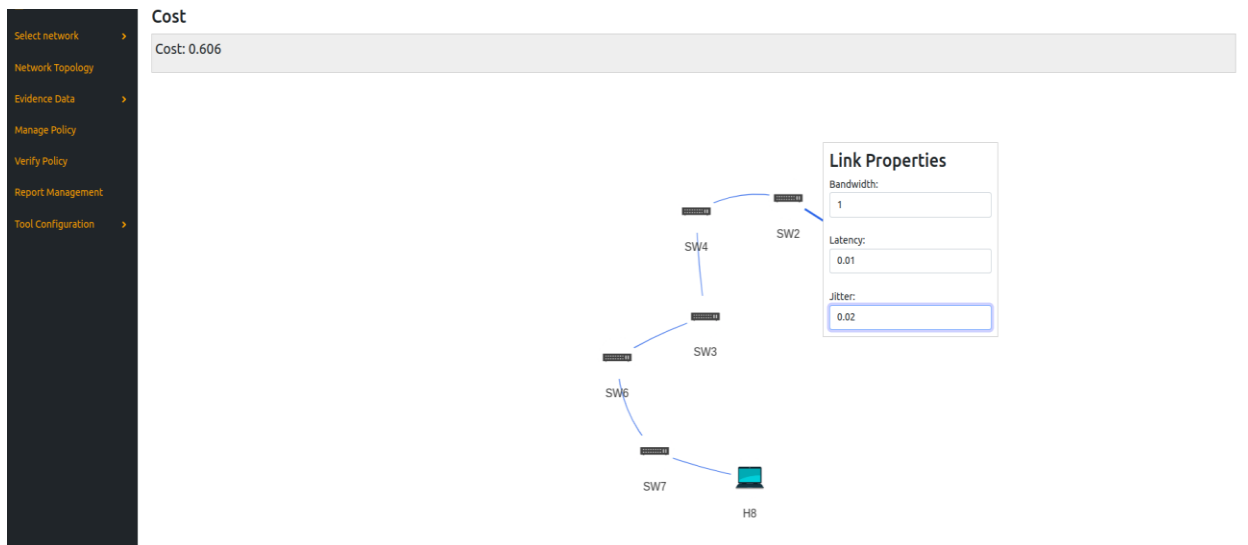 Cost
Select network
Cost: 0.606
Network Topology
Evidence Data
Manage Policy
Verify Policy
Report Management
Tool Configuration
Link Properties
Bandwidth:
1
Latency:
0.01
Jitter:
0.02
SW2
SW4
SW3
SW6
SW7
H8